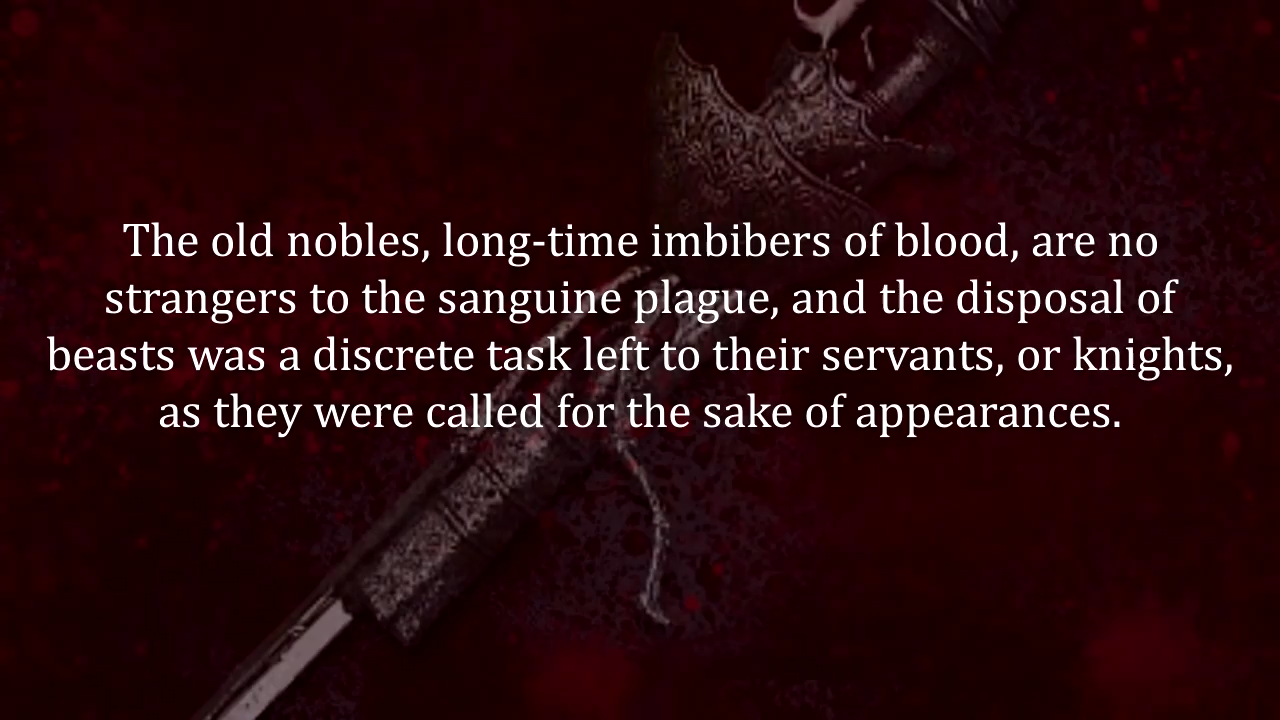 The old nobles, long-time imbibers of blood, are no
strangers to the sanguine plague, and the disposal of
beasts was a discrete task left to their servants, or knights,
as they were called for the sake of appearances.